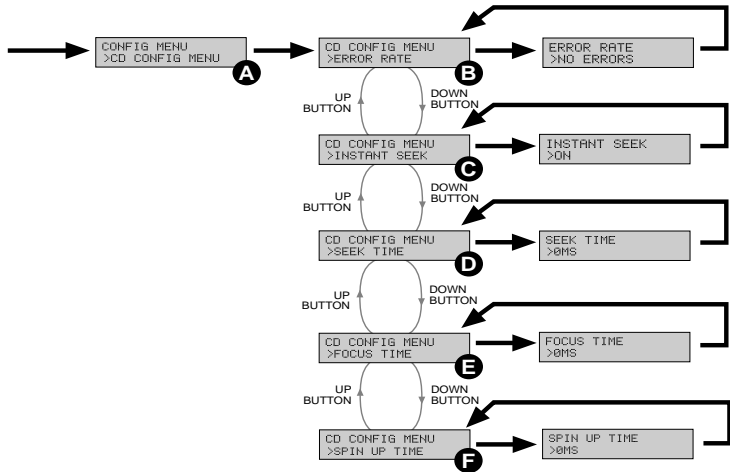 CONFIG MENU
>CD CONFIG MENU
A
CD CONFIG MENU
>ERROR RATE
B
ERROR RATE
>NO ERRORS
UP
BUTTON
DOWN
BUTTON
CD CONFIG MENU
>INSTANT SEEK
C
INSTANT SEEK
>ON
UP
BUTTON
DOWN
BUTTON
CD CONFIG MENU
>SEEK TIME
D
SEEK TIME
>0MS
UP
BUTTON
DOWN
BUTTON
CD CONFIG MENU
>FOCUS TIME
E
FOCUS TIME
>0MS
UP
BUTTON
DOWN
BUTTON
CD CONFIG MENU
>SPIN UP TIME
F
SPIN UP TIME
>0MS